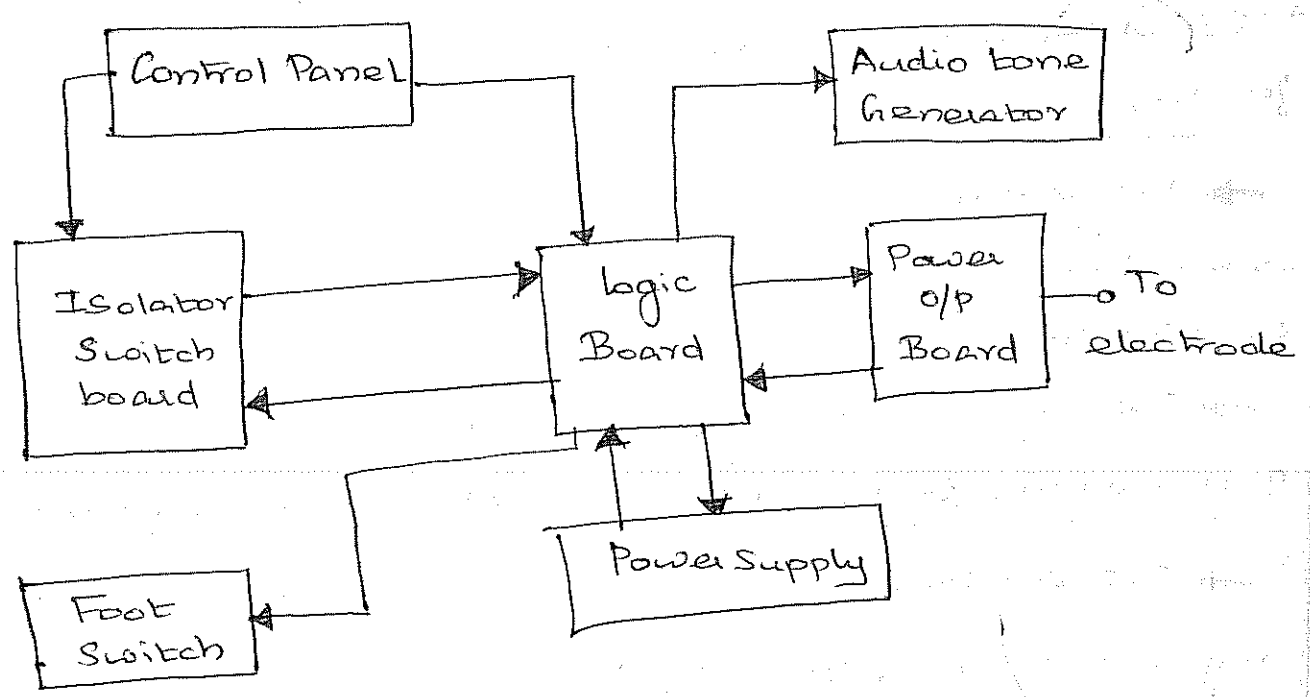 Control Panel
Audio tone
Generator
Isolator
Switch
board
Logic
Board
Power
O/P
Board
To
electrode
Power Supply
Foot
Switch